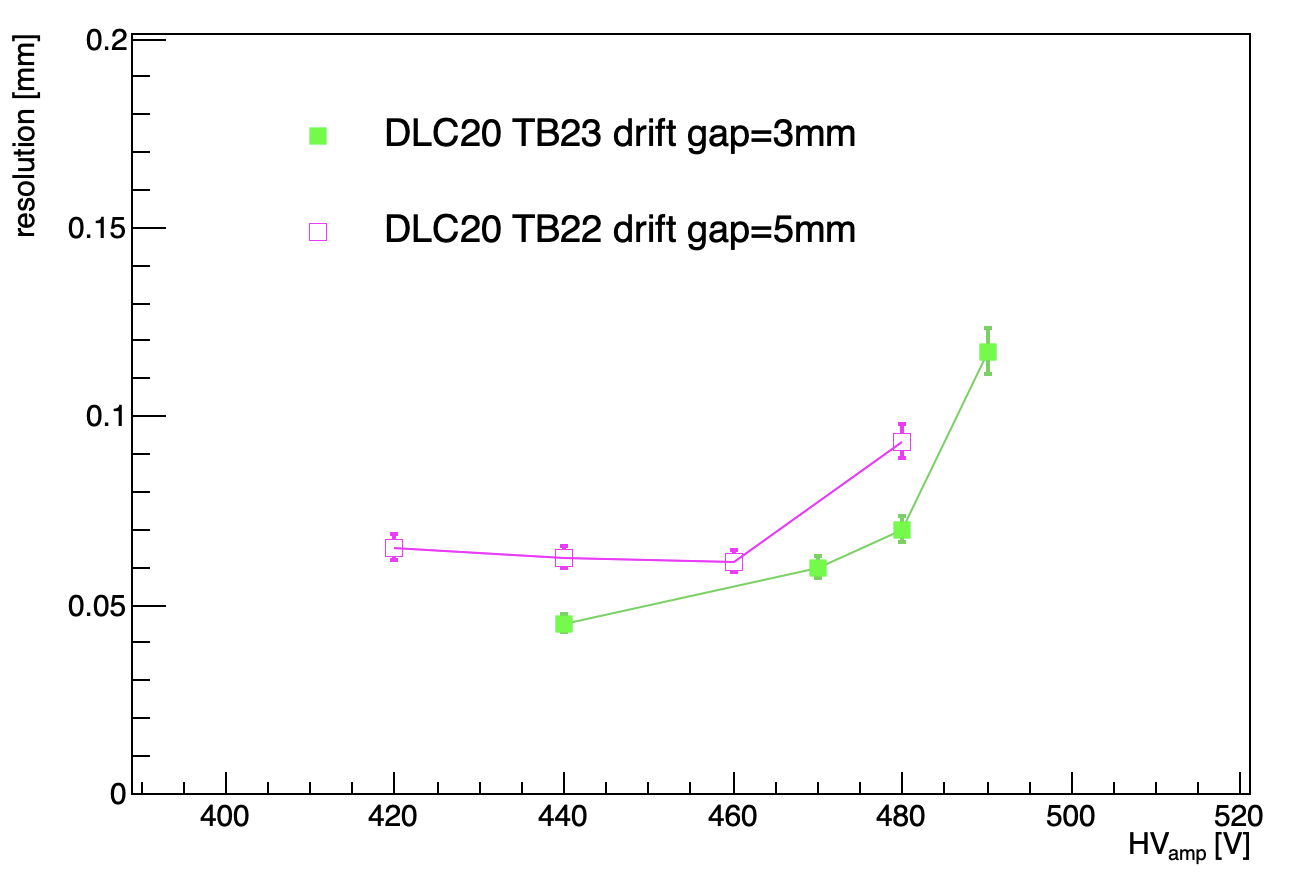 resolution [mm]
0.2
0.15
0.1
0.05
0
DLC20 TB23 drift gap=3mm
DLC20 TB22 drift gap=5mm
400 420 440 460 480 500 520
HVamp [V]